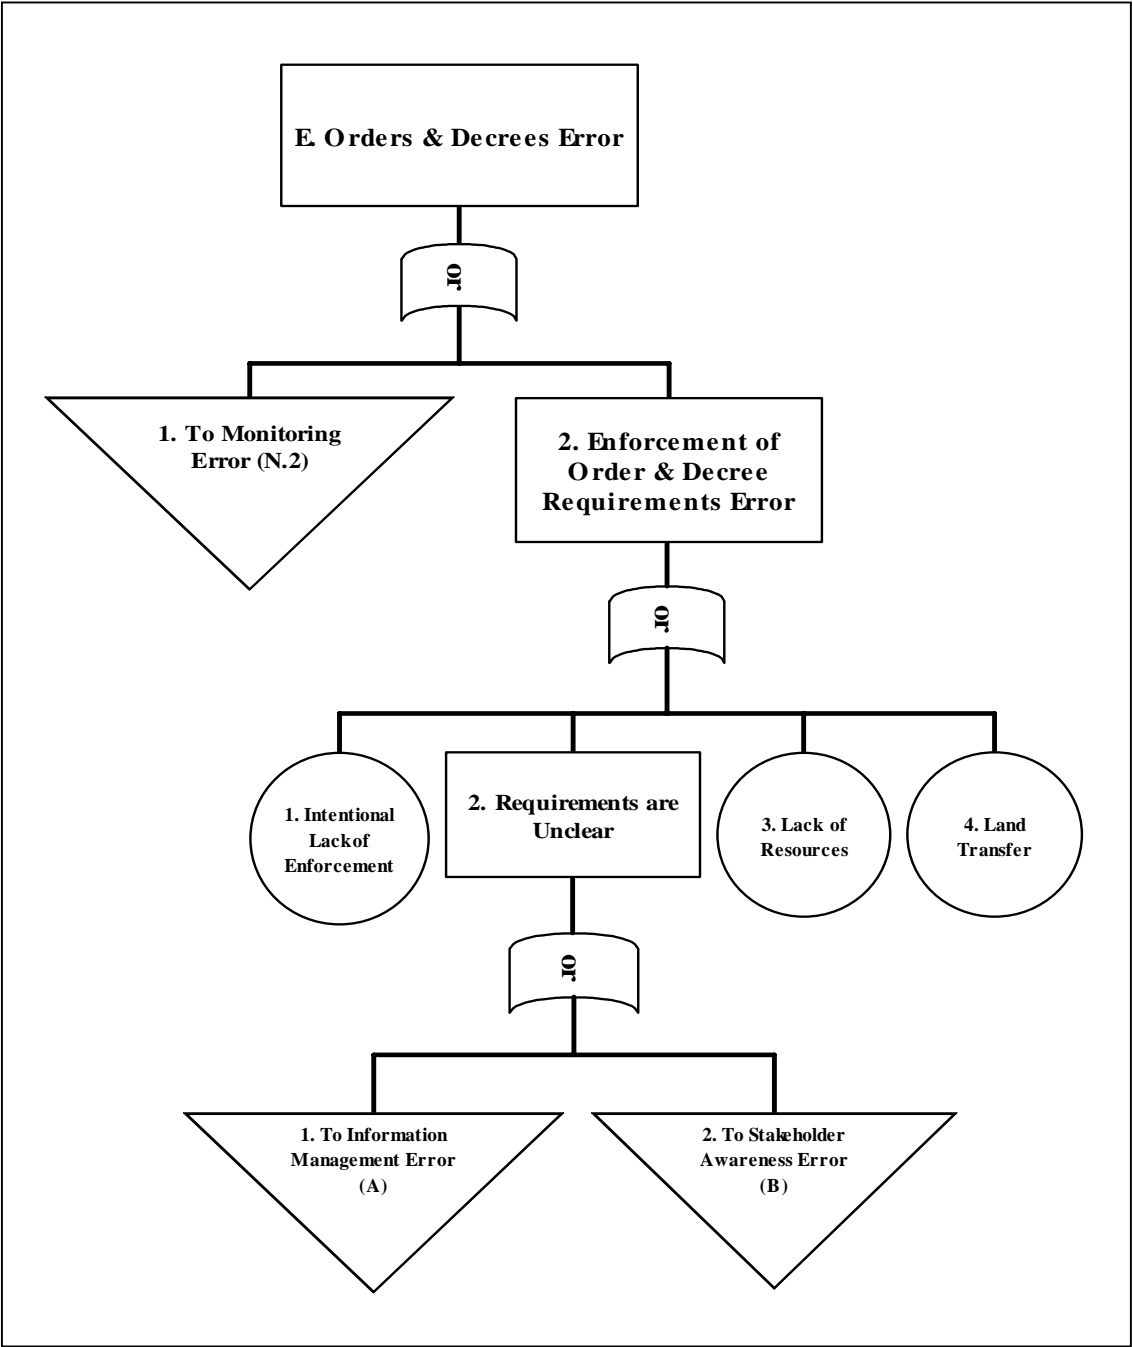 E. Orders & Decrees Error
or
1. To Monitoring
Error (N.2)
2. Enforcement of
Order & Decree
Requirements Error
or
1. Intentional
Lack of
Enforcement
2. Requirements are
Unclear
3. Lack of
Resources
4. Land
Transfer
or
1. To Information
Management Error
(A)
2. To Stakeholder
Awareness Error
(B)